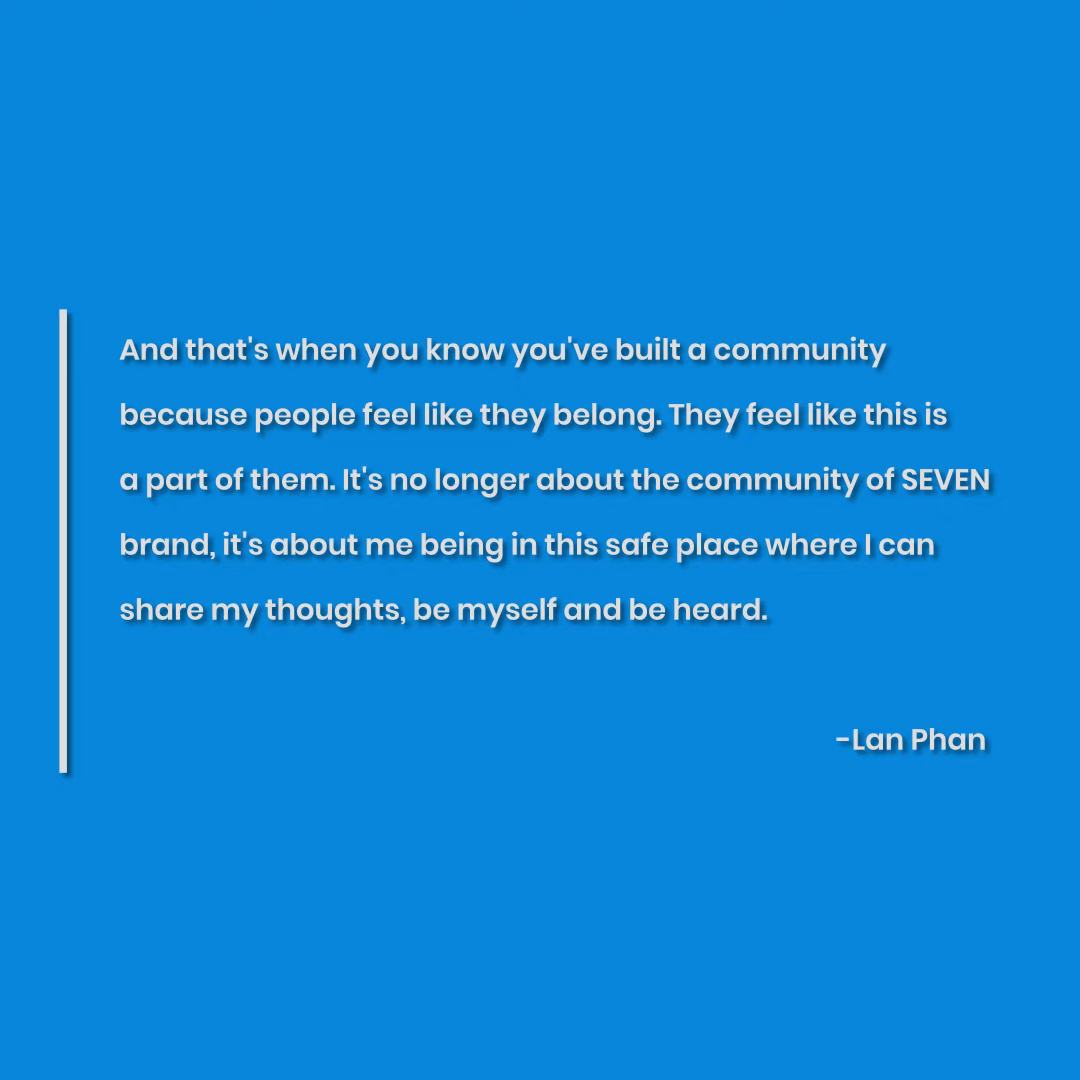 And that's when you know you've built a community
because people feel like they belong. They feel like this is
a part of them. It's no longer about the community of SEVEN
brand, it's about me being in this safe place where I can
share my thoughts, be myself and be heard.
-Lan Phan